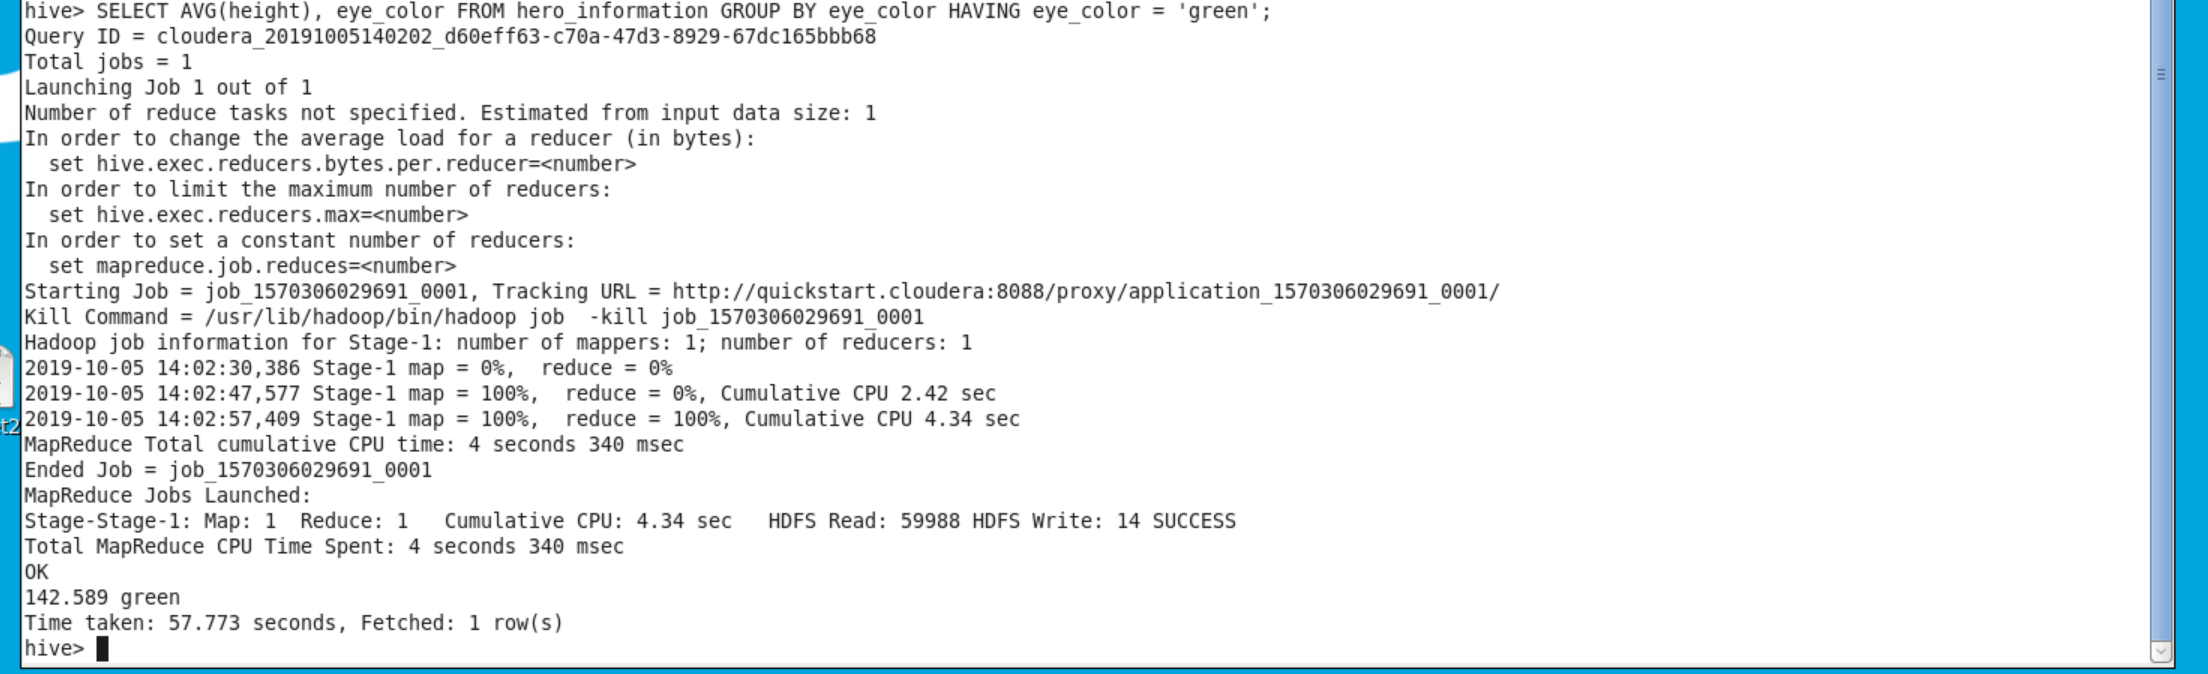 hive> SELECT AVG(height), eye_color FROM hero_information GROUP BY eye_color HAVING eye_color = 'green';
Query ID = cloudera_20191005140202_d60eff63-c70a-47d3-8929-67dc165bbb68
Total jobs = 1
Launching Job 1 out of 1
Number of reduce tasks not specified. Estimated from input data size: 1
In order to change the average load for a reducer (in bytes):
  set hive.exec.reducers.bytes.per.reducer=<number>
In order to limit the maximum number of reducers:
  set hive.exec.reducers.max=<number>
In order to set a constant number of reducers:
  set mapreduce.job.reduces=<number>
Starting Job = job_1570306029691_0001, Tracking URL = http://quickstart.cloudera:8088/proxy/application_1570306029691_0001/
Kill Command = /usr/lib/hadoop/bin/hadoop job  -kill job_1570306029691_0001
Hadoop job information for Stage-1: number of mappers: 1; number of reducers: 1
2019-10-05 14:02:30,386 Stage-1 map = 0%,  reduce = 0%
2019-10-05 14:02:47,577 Stage-1 map = 100%,  reduce = 0%, Cumulative CPU 2.42 sec
2019-10-05 14:02:57,409 Stage-1 map = 100%,  reduce = 100%, Cumulative CPU 4.34 sec
MapReduce Total cumulative CPU time: 4 seconds 340 msec
Ended Job = job_1570306029691_0001
MapReduce Jobs Launched:
Stage-Stage-1: Map: 1  Reduce: 1   Cumulative CPU: 4.34 sec   HDFS Read: 59988 HDFS Write: 14 SUCCESS
Total MapReduce CPU Time Spent: 4 seconds 340 msec
OK
142.589 green
Time taken: 57.773 seconds, Fetched: 1 row(s)
hive>
t2